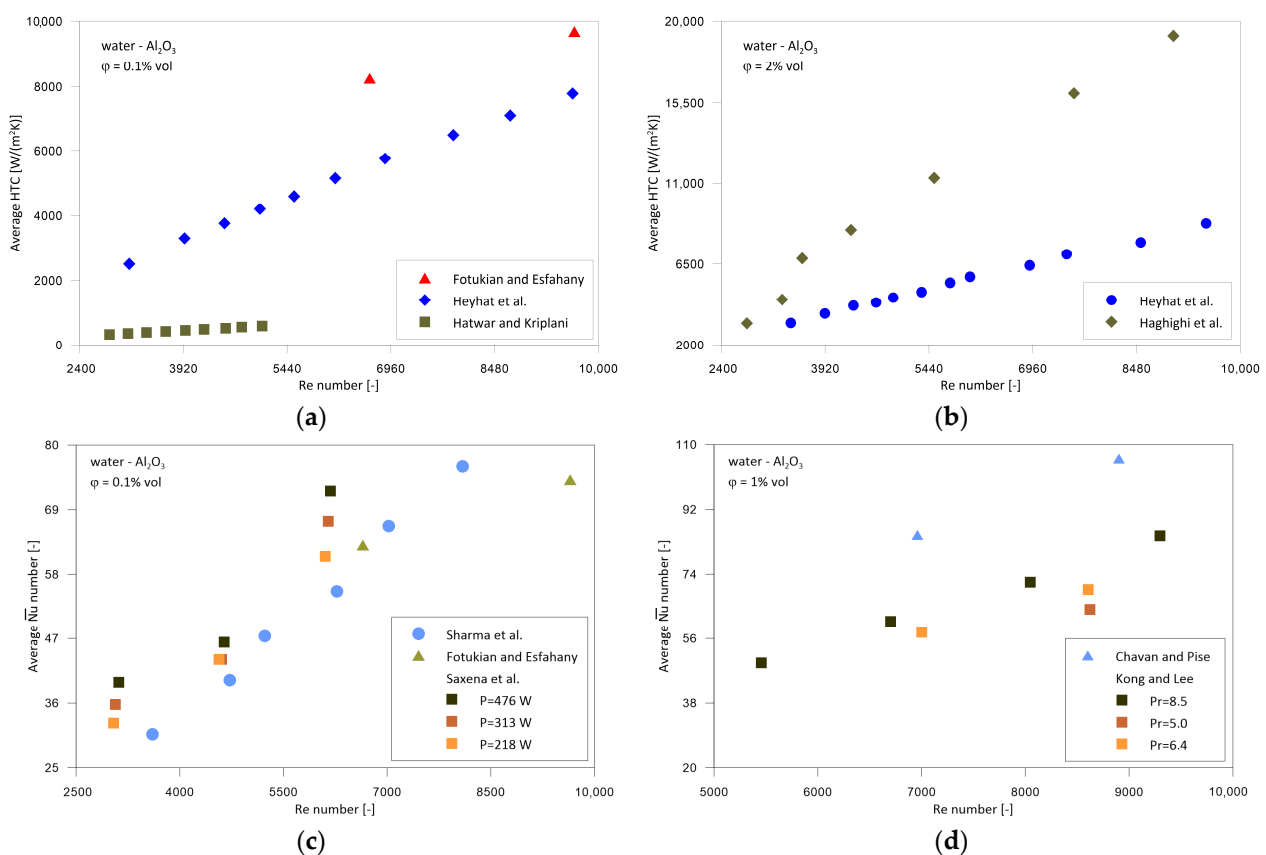 water - Al₂O₃
φ = 0.1% vol
10,000
8000
6000
4000
2000
0
Average HTC [W/(m²K)]
Fotukian and Esfahany
Heyhat et al.
Hatwar and Kriplani
2400 3920 5440 6960 8480 10,000
Re number [-]
(a)
water - Al₂O₃
φ = 2% vol
20,000
15,500
11,000
6500
2000
Average HTC [W/(m²K)]
Heyhat et al.
Haghighi et al.
2400 3920 5440 6960 8480 10,000
Re number [-]
(b)
water - Al₂O₃
φ = 0.1% vol
80
69
58
47
36
25
Average N̅u number [-]
Sharma et al.
Fotukian and Esfahany
Saxena et al.
P=476 W
P=313 W
P=218 W
2500 4000 5500 7000 8500 10,000
Re number [-]
(c)
water - Al₂O₃
φ = 1% vol
110
92
74
56
38
20
Average N̅u number [-]
Chavan and Pise
Kong and Lee
Pr=8.5
Pr=5.0
Pr=6.4
5000 6000 7000 8000 9000 10,000
Re number [-]
(d)